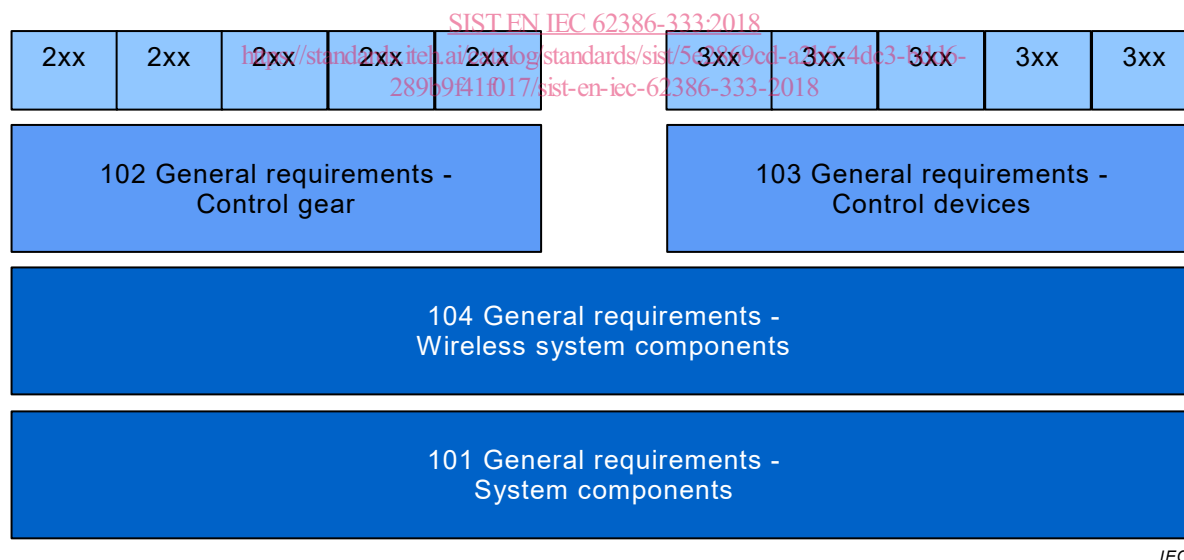 SIST EN IEC 62386-333:2018
2xx 2xx 2xx 2xx 2xx 3xx 3xx 3xx 3xx 3xx
289b9f41f017/sist-en-iec-62386-333-2018
102 General requirements -
Control gear
103 General requirements -
Control devices
104 General requirements -
Wireless system components
101 General requirements -
System components
IEC